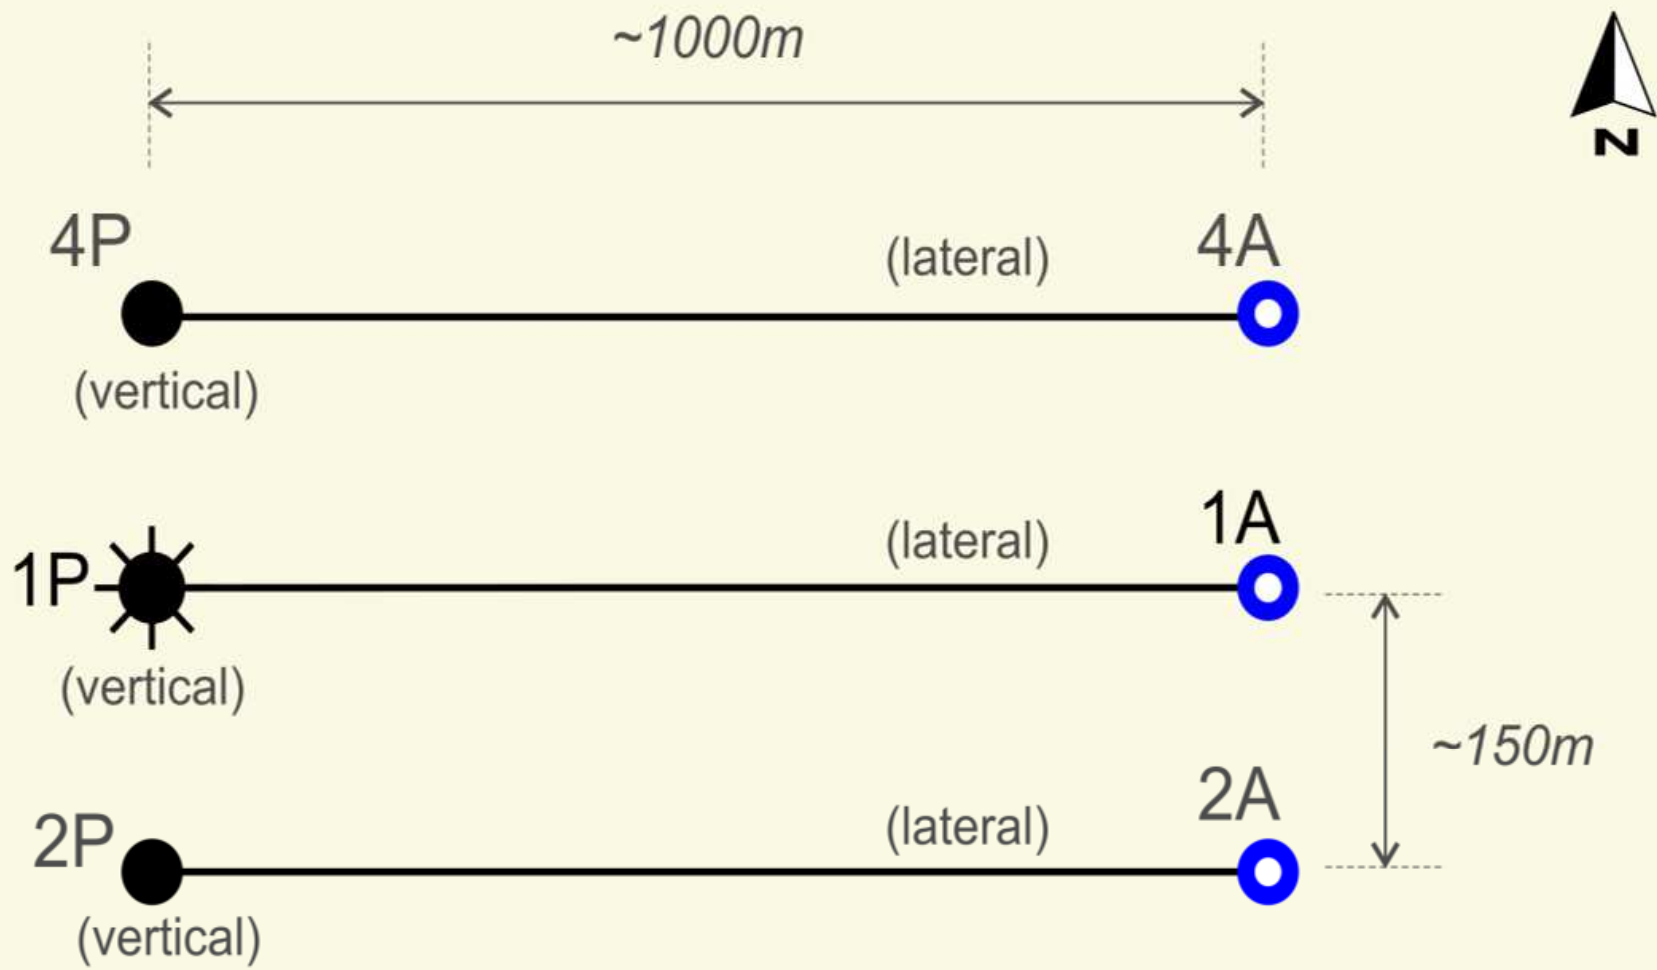 ~1000m
N
4P
(lateral)
4A
(vertical)
1P
(lateral)
1A
(vertical)
~150m
2P
(lateral)
2A
(vertical)